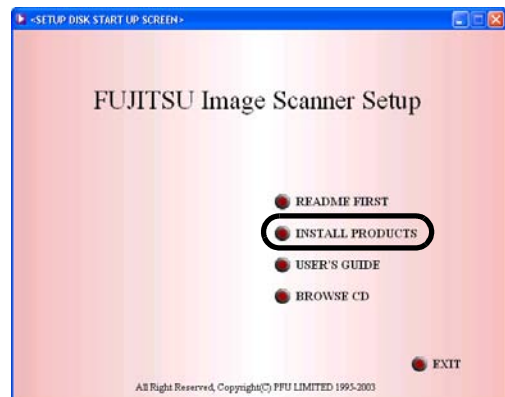 <SETUP DISK START UP SCREEN>
FUJITSU Image Scanner Setup
README FIRST
INSTALL PRODUCTS
USER'S GUIDE
BROWSE CD
EXIT
All Right Reserved, Copyright(C) PFU LIMITED 1995-2003